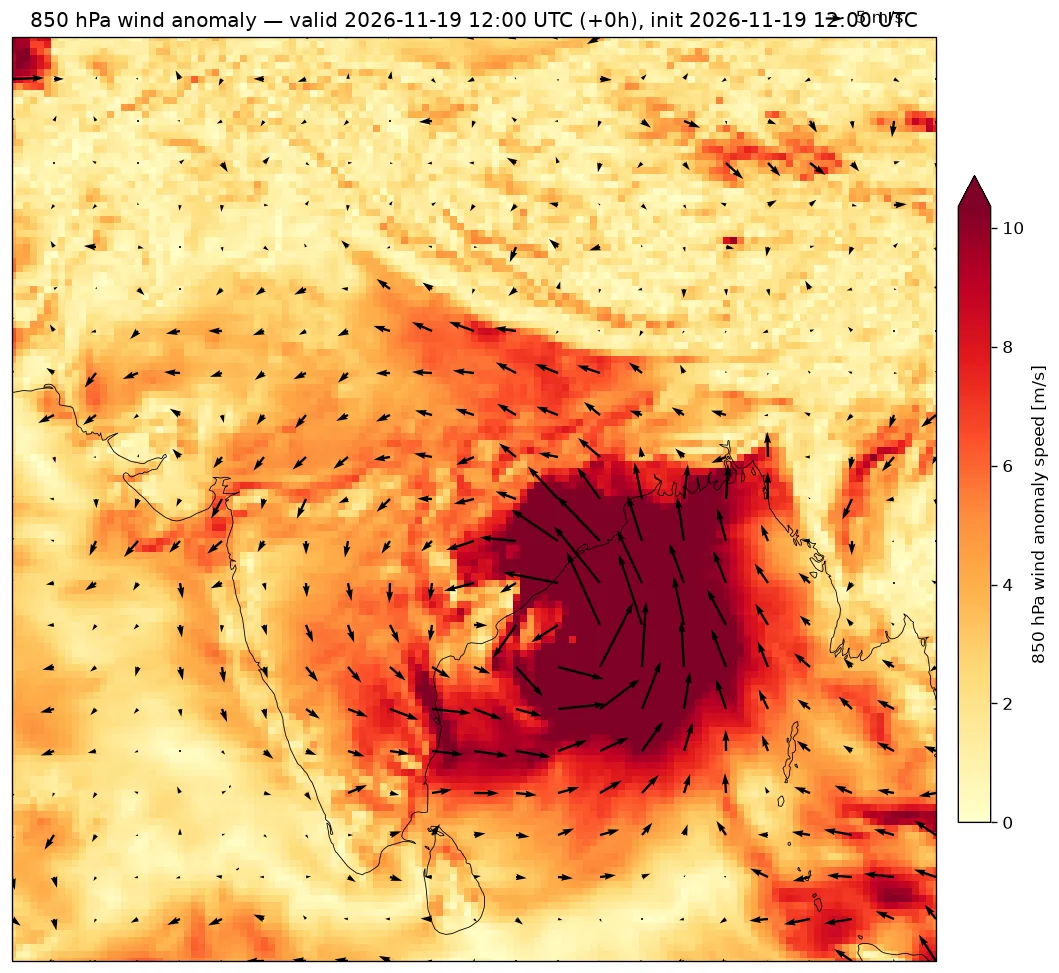 850 hPa wind anomaly — valid 2026-11-19 12:00 UTC (+0h), init 2026-11-19 12:00 UTC
5 m/s
10
8
6
4
2
0
850 hPa wind anomaly speed [m/s]